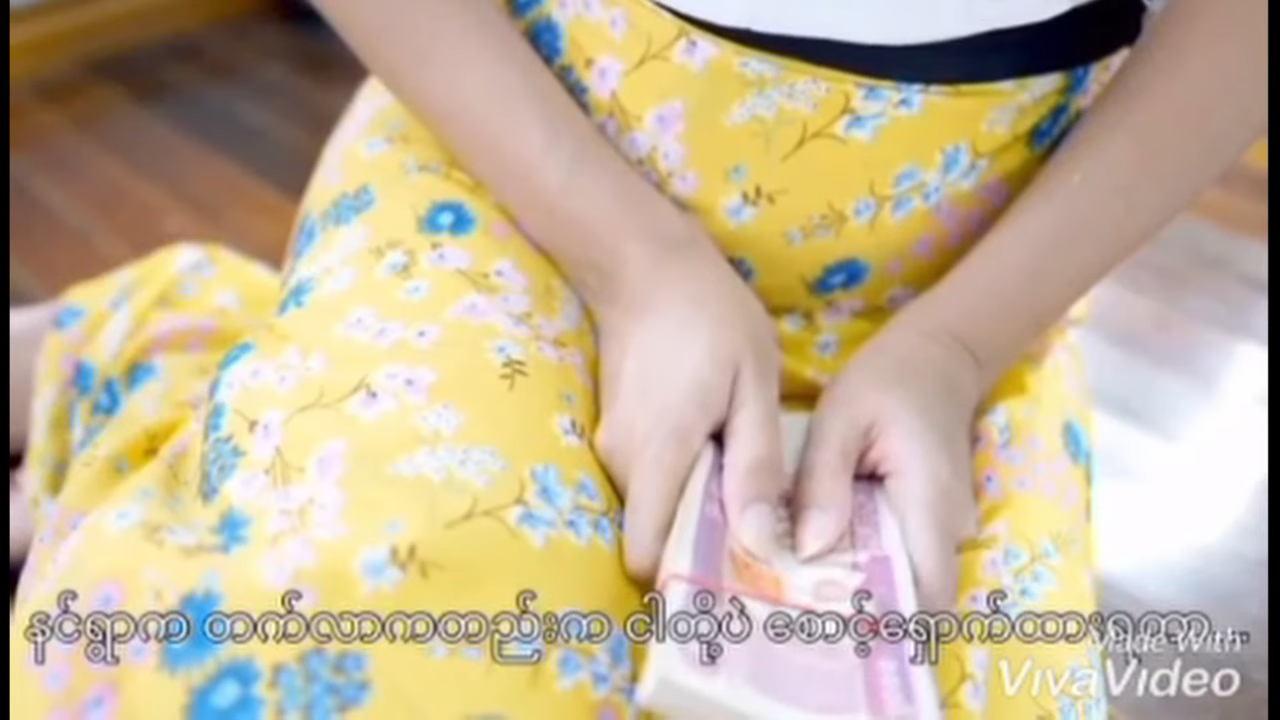 နင်ရွာက တက်လာကတည်းက ငါတို့ပဲ စောင့်ရှောက်ထားရတာ
Made With
VivaVideo